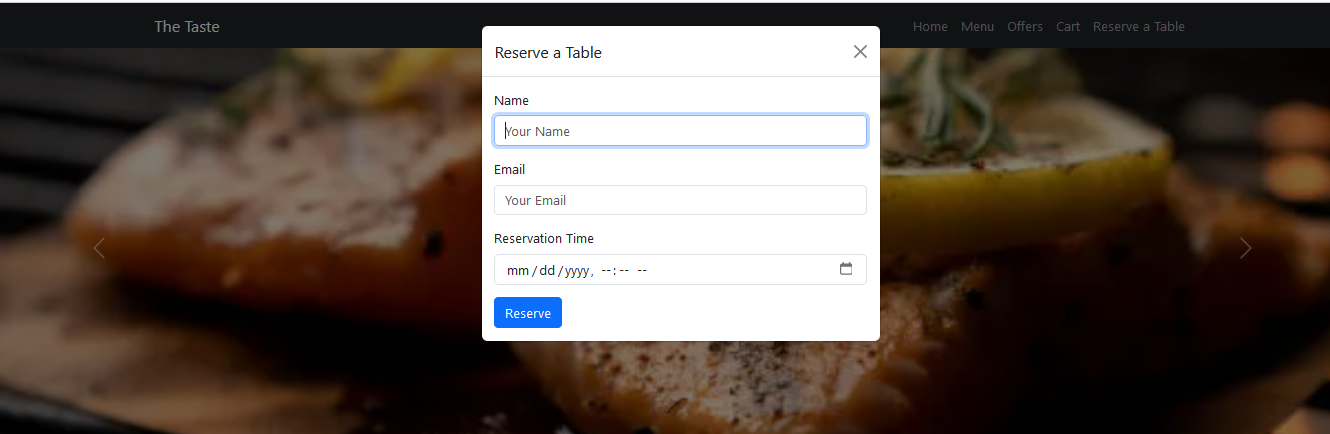 The Taste
Home Menu Offers Cart Reserve a Table
Reserve a Table
Name
Your Name
Email
Your Email
Reservation Time
mm/dd/yyyy, --:-- --
Reserve